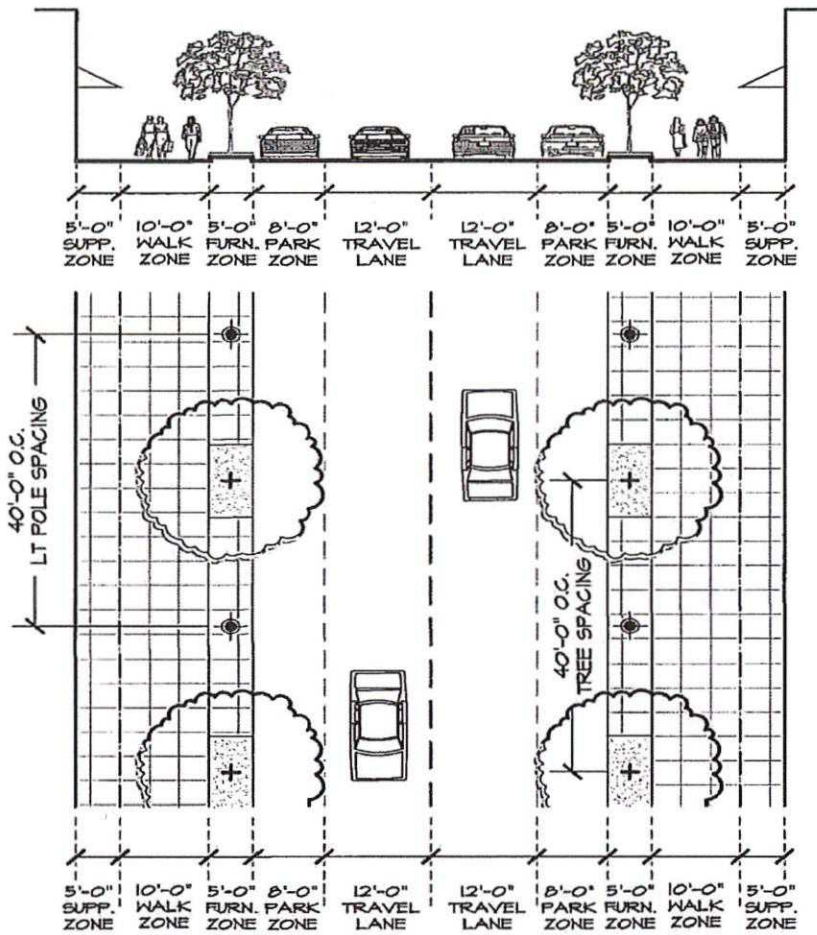 5'-0" 10'-0" 5'-0" 8'-0" 12'-0" 12'-0" 8'-0" 5'-0" 10'-0" 5'-0"
SUPP. WALK FURN. PARK TRAVEL TRAVEL PARK FURN. WALK SUPP.
ZONE ZONE ZONE ZONE LANE LANE ZONE ZONE ZONE ZONE
40'-0" O.C.
LT POLE SPACING
40'-0" O.C.
TREE SPACING
5'-0" 10'-0" 5'-0" 8'-0" 12'-0" 12'-0" 8'-0" 5'-0" 10'-0" 5'-0"
SUPP. WALK FURN. PARK TRAVEL TRAVEL PARK FURN. WALK SUPP.
ZONE ZONE ZONE ZONE LANE LANE ZONE ZONE ZONE ZONE